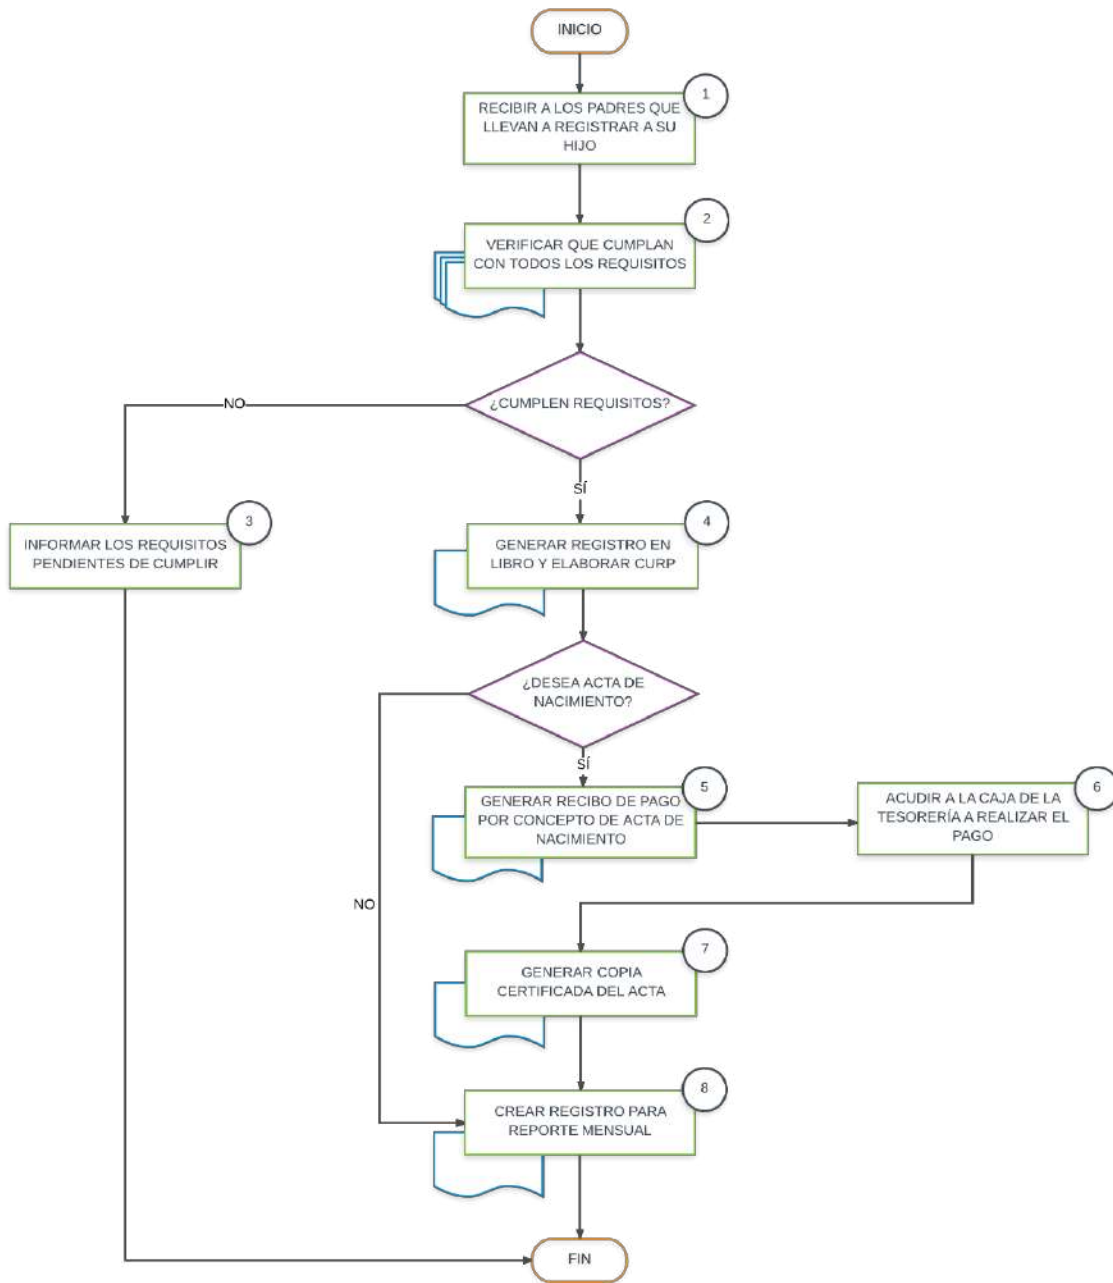 INICIO
1
RECIBIR A LOS PADRES QUE
LLEVAN A REGISTRAR A SU
HIJO
2
VERIFICAR QUE CUMPLAN
CON TODOS LOS REQUISITOS
¿CUMPLEN REQUISITOS?
NO
SÍ
3
INFORMAR LOS REQUISITOS
PENDIENTES DE CUMPLIR
4
GENERAR REGISTRO EN
LIBRO Y ELABORAR CURP
¿DESEA ACTA DE
NACIMIENTO?
SÍ
5
GENERAR RECIBO DE PAGO
POR CONCEPTO DE ACTA DE
NACIMIENTO
6
ACUDIR A LA CAJA DE LA
TESORERÍA A REALIZAR EL
PAGO
NO
7
GENERAR COPIA
CERTIFICADA DEL ACTA
8
CREAR REGISTRO PARA
REPORTE MENSUAL
FIN